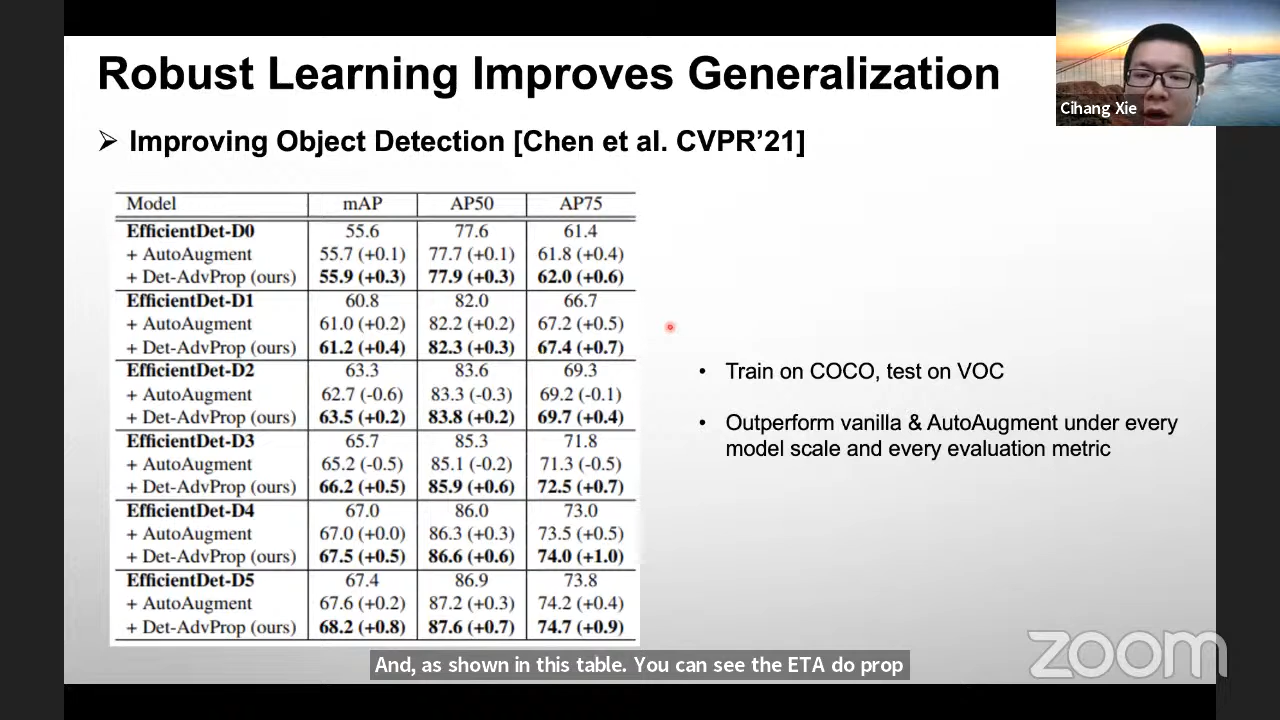 Robust Learning Improves Generalization
Cihang Xie
➢ Improving Object Detection [Chen et al. CVPR’21]
Model mAP AP50 AP75
EfficientDet-D0 55.6 77.6 61.4
+ AutoAugment 55.7 (+0.1) 77.7 (+0.1) 61.8 (+0.4)
+ Det-AdvProp (ours) 55.9 (+0.3) 77.9 (+0.3) 62.0 (+0.6)
EfficientDet-D1 60.8 82.0 66.7
+ AutoAugment 61.0 (+0.2) 82.2 (+0.2) 67.2 (+0.5)
+ Det-AdvProp (ours) 61.2 (+0.4) 82.3 (+0.3) 67.4 (+0.7)
EfficientDet-D2 63.3 83.6 69.3
+ AutoAugment 62.7 (-0.6) 83.3 (-0.3) 69.2 (-0.1)
+ Det-AdvProp (ours) 63.5 (+0.2) 83.8 (+0.2) 69.7 (+0.4)
EfficientDet-D3 65.7 85.3 71.8
+ AutoAugment 65.2 (-0.5) 85.1 (-0.2) 71.3 (-0.5)
+ Det-AdvProp (ours) 66.2 (+0.5) 85.9 (+0.6) 72.5 (+0.7)
EfficientDet-D4 67.0 86.0 73.0
+ AutoAugment 67.0 (+0.0) 86.3 (+0.3) 73.5 (+0.5)
+ Det-AdvProp (ours) 67.5 (+0.5) 86.6 (+0.6) 74.0 (+1.0)
EfficientDet-D5 67.4 86.9 73.8
+ AutoAugment 67.6 (+0.2) 87.2 (+0.3) 74.2 (+0.4)
+ Det-AdvProp (ours) 68.2 (+0.8) 87.6 (+0.7) 74.7 (+0.9)
• Train on COCO, test on VOC
• Outperform vanilla & AutoAugment under every
model scale and every evaluation metric
And, as shown in this table. You can see the ETA do prop
zoom